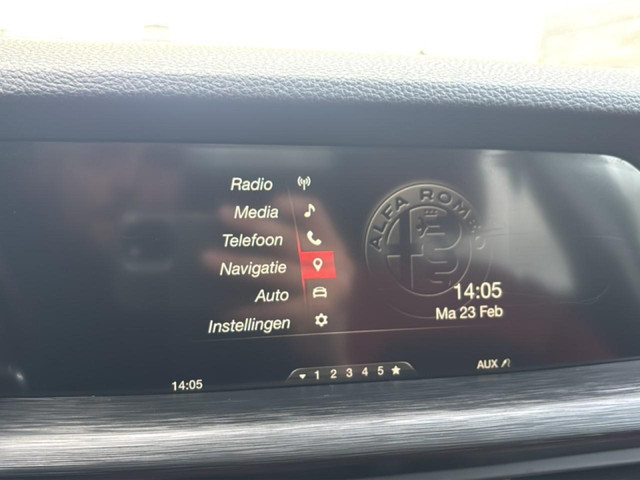 Radio
Media
Telefoon
Navigatie
Auto
Instellingen
ALFA ROMEO
14:05
Ma 23 Feb
14:05
1 2 3 4 5
AUX